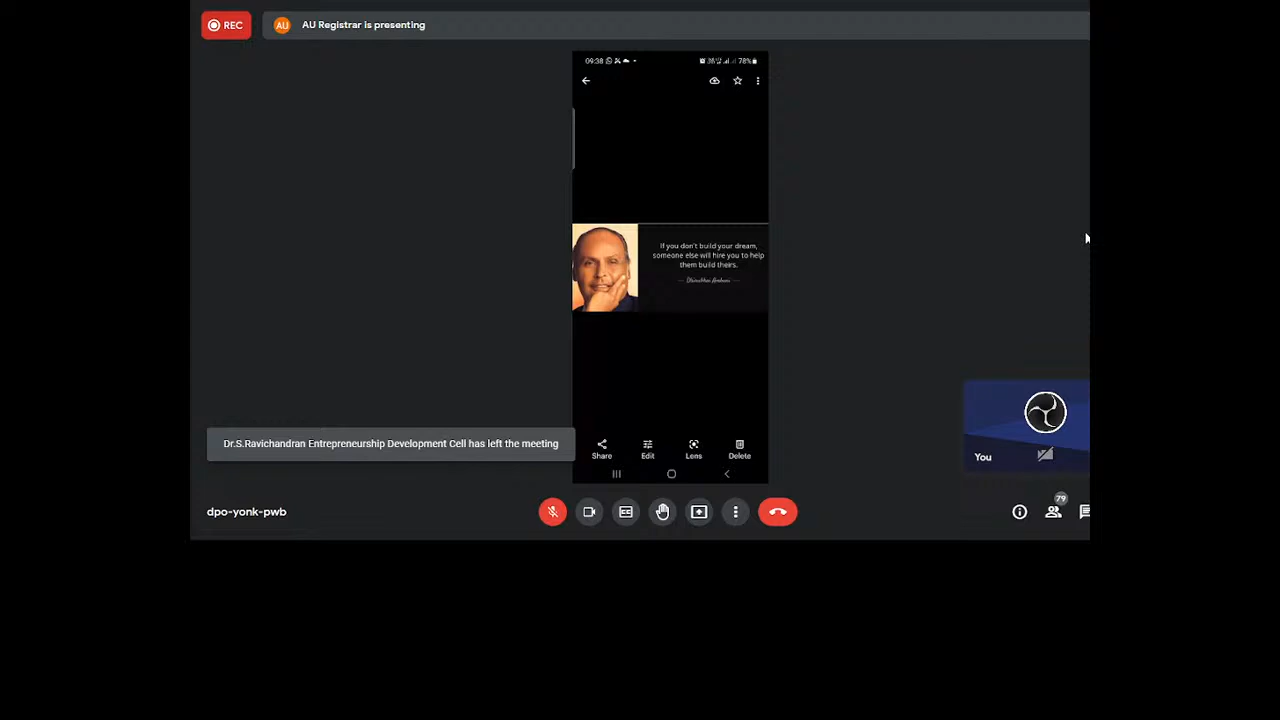 REC
AU
AU Registrar is presenting
09:38
78%
If you don't build your dream,
someone else will hire you to help
them build theirs.
Share
Edit
Lens
Delete
Dr.S.Ravichandran Entrepreneurship Development Cell has left the meeting
You
dpo-yonk-pwb
CC
79